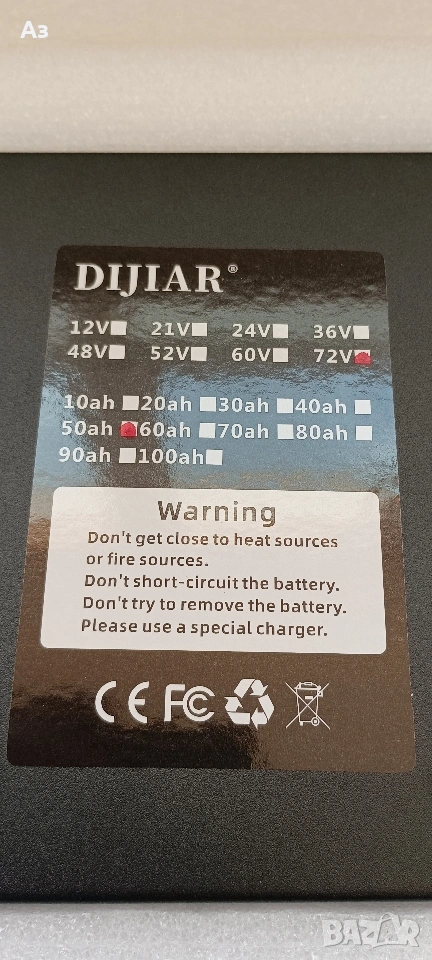 Аз
DIJIAR®
12V 21V 24V 36V
48V 52V 60V 72V
10ah 20ah 30ah 40ah
50ah 60ah 70ah 80ah
90ah 100ah
Warning
Don't get close to heat sources
or fire sources.
Don't short-circuit the battery.
Don't try to remove the battery.
Please use a special charger.
CE FC
BAZAR